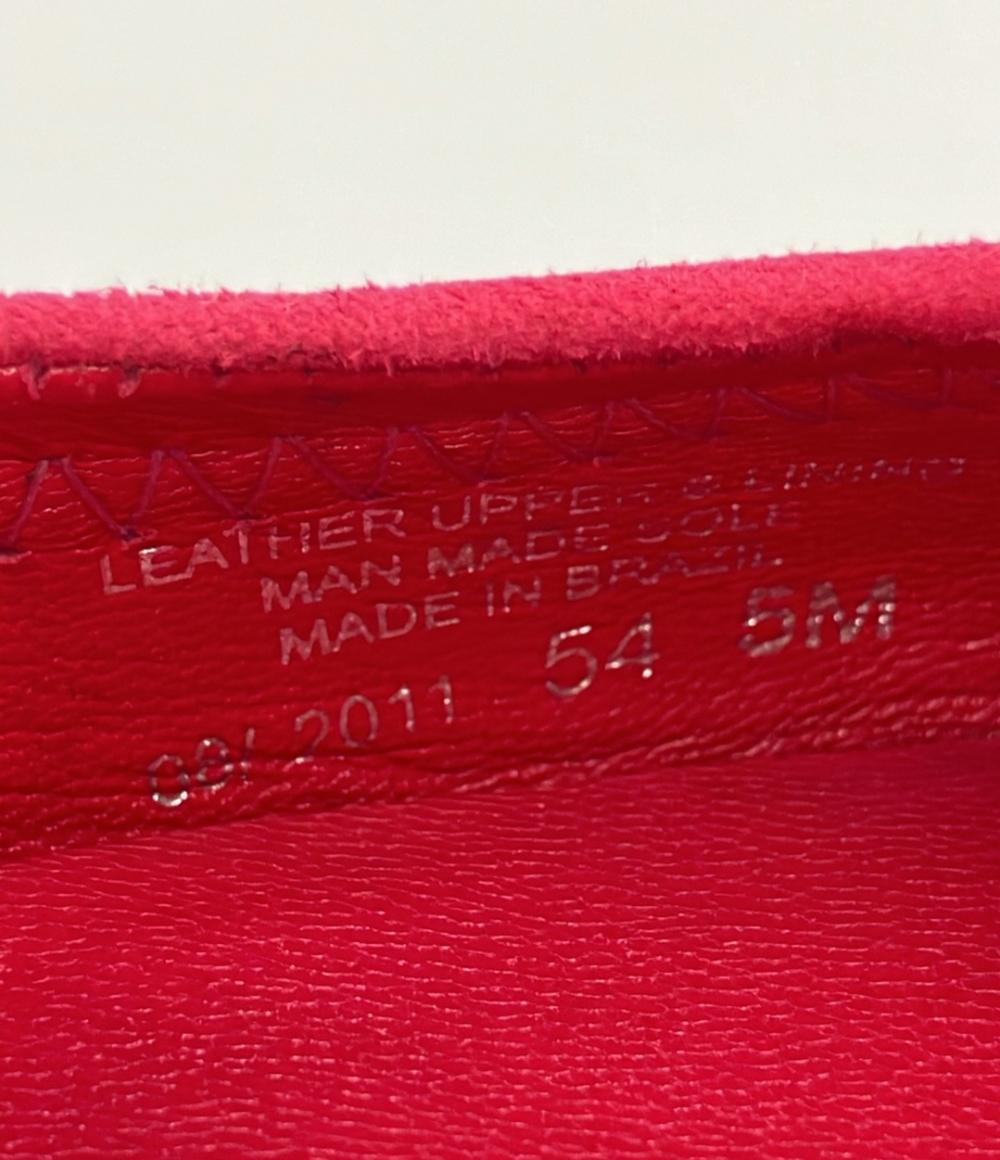 LEATHER UPPER & LINING
MAN MADE SOLE
MADE IN BRAZIL
08/ 2011 54 5M